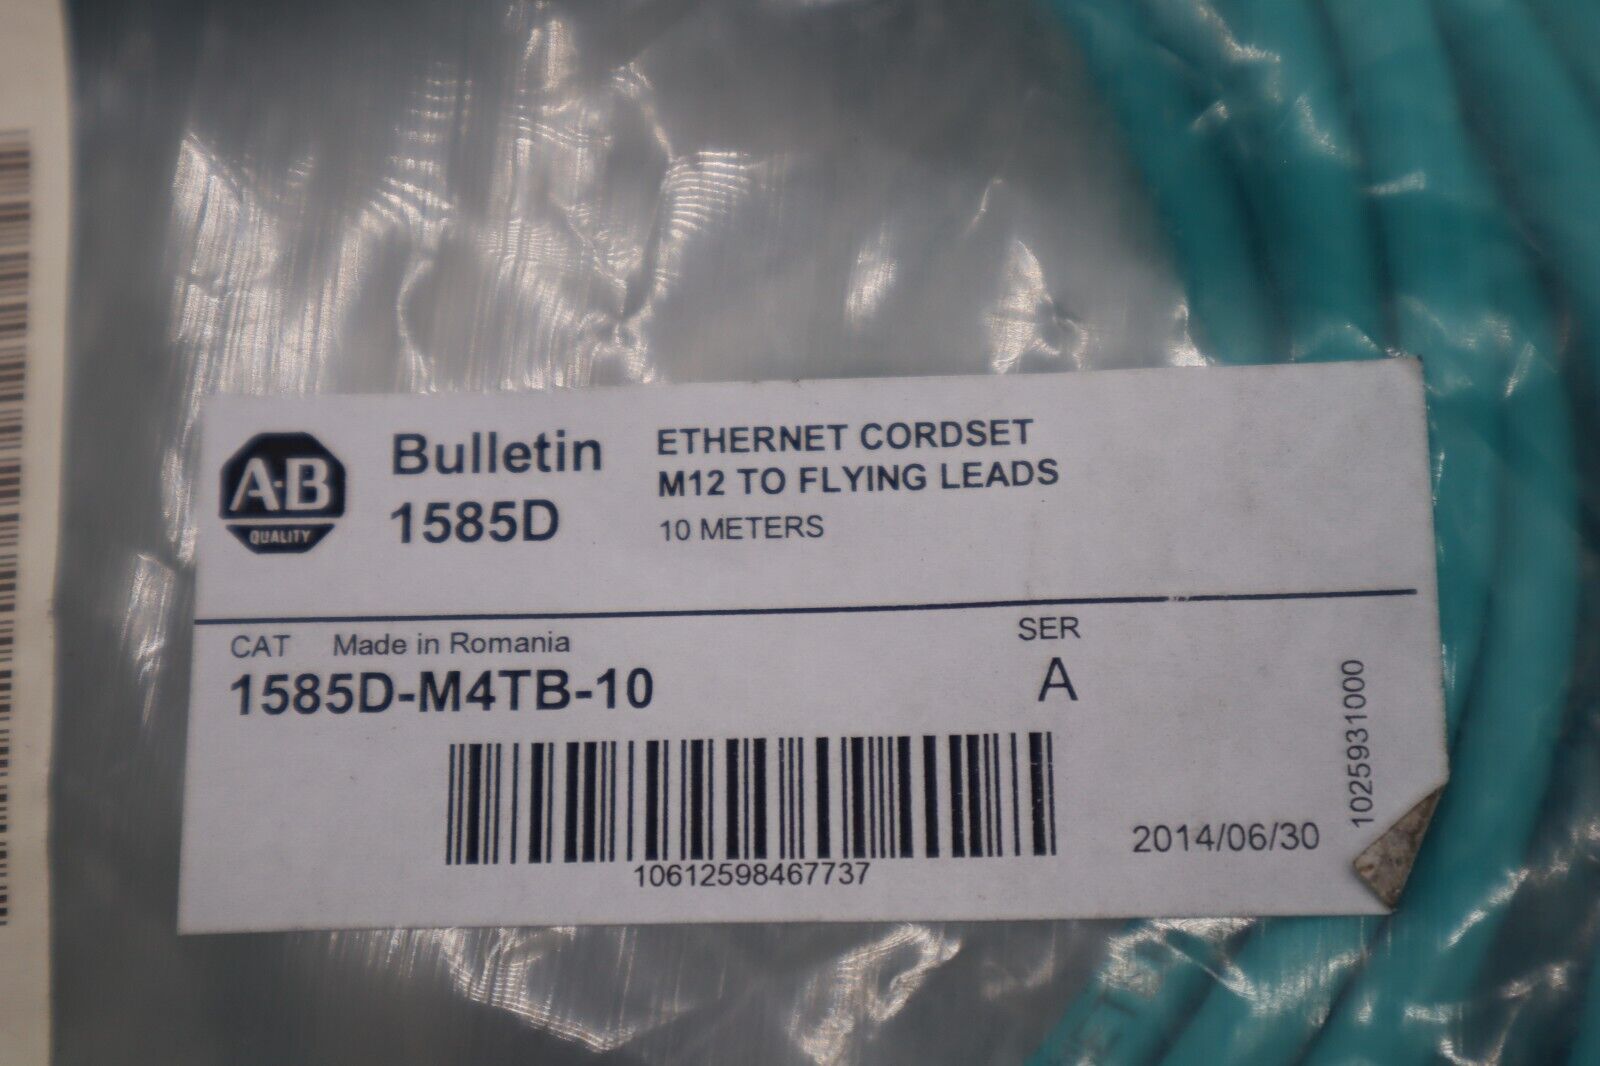 A-B
QUALITY
Bulletin
1585D
ETHERNET CORDSET
M12 TO FLYING LEADS
10 METERS
CAT Made in Romania
1585D-M4TB-10
SER
A
10612598467737
2014/06/30
1025931000